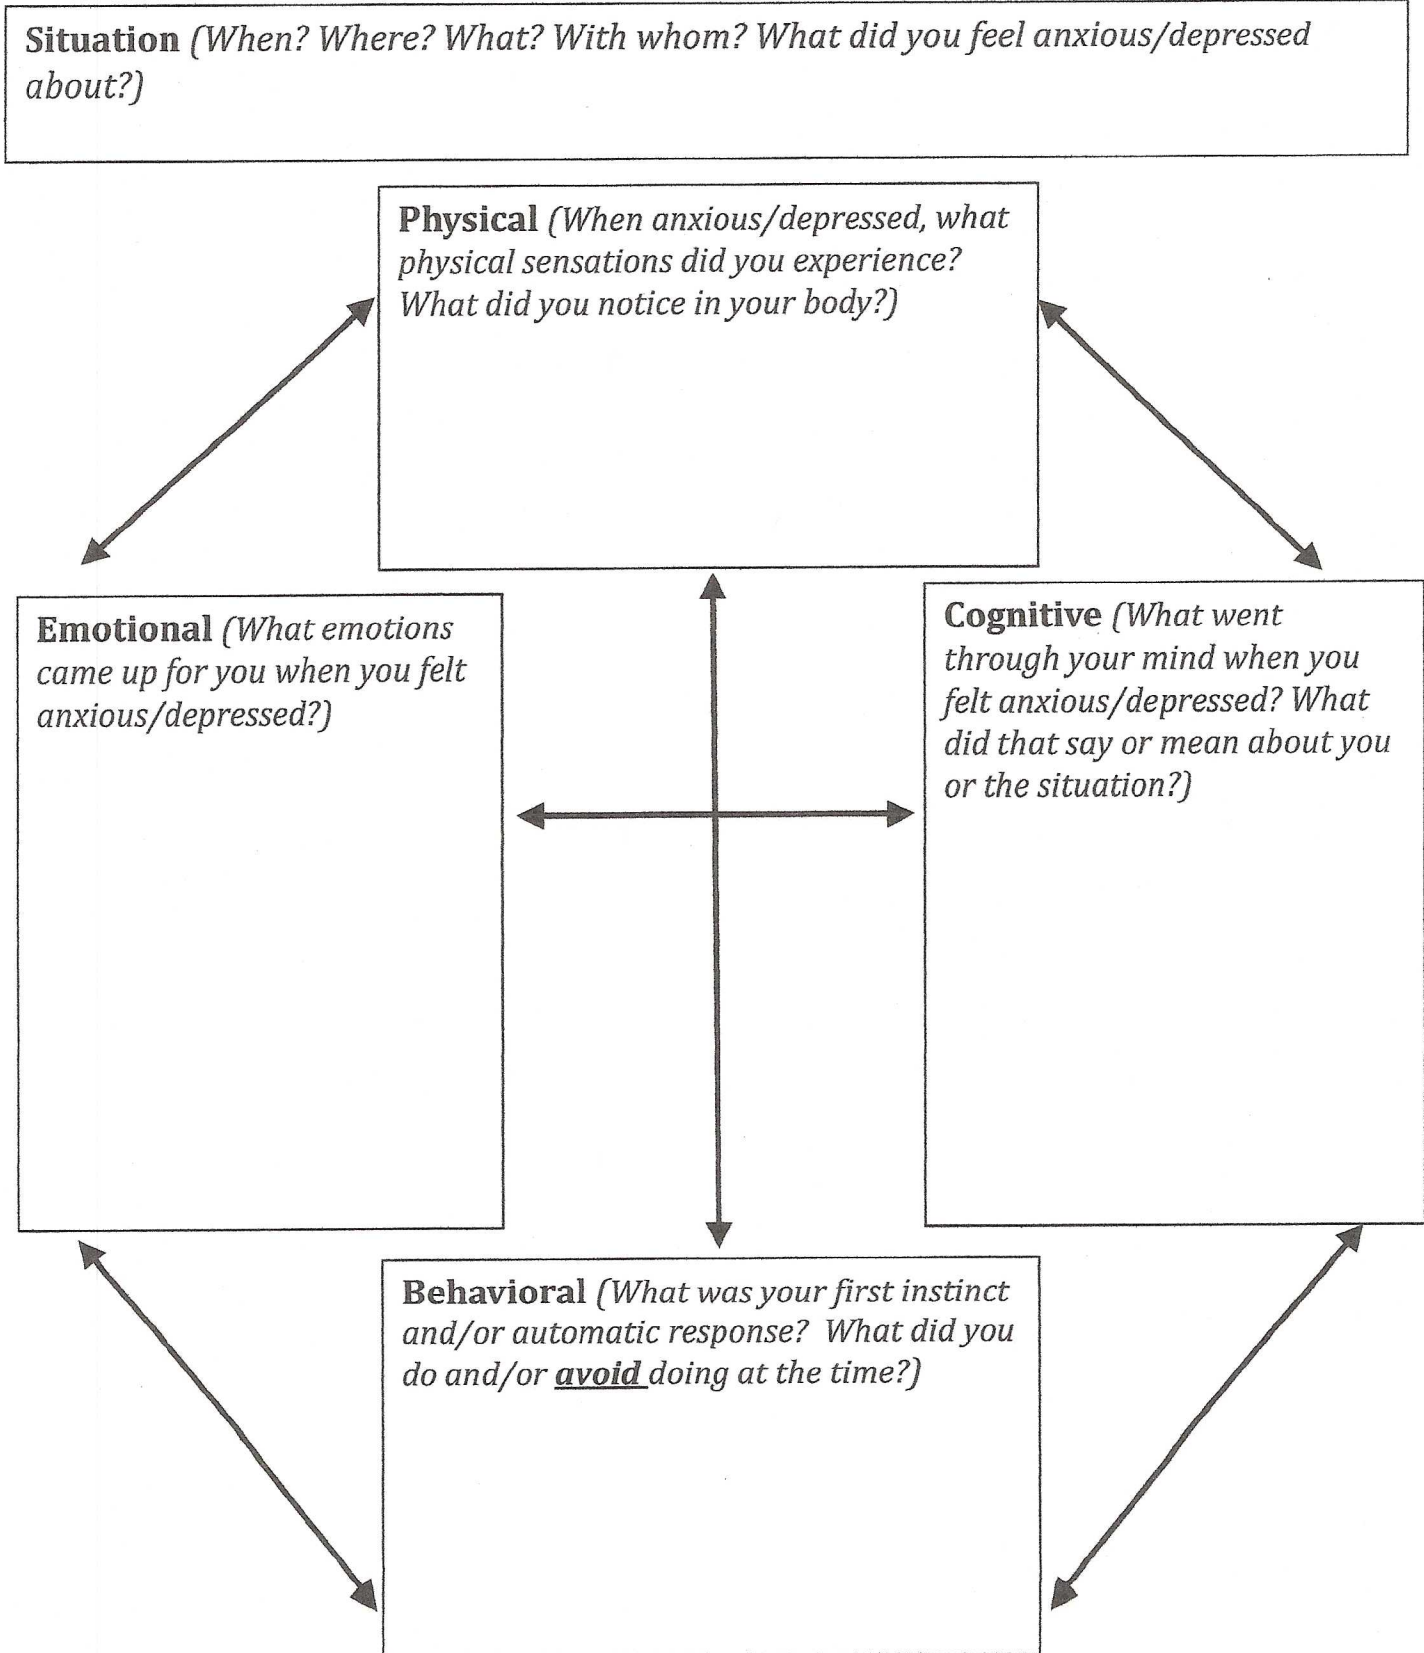 Situation (When? Where? What? With whom? What did you feel anxious/depressed
about?)
Physical (When anxious/depressed, what
physical sensations did you experience?
What did you notice in your body?)
Emotional (What emotions
came up for you when you felt
anxious/depressed?)
Cognitive (What went
through your mind when you
felt anxious/depressed? What
did that say or mean about you
or the situation?)
Behavioral (What was your first instinct
and/or automatic response?  What did you
do and/or avoid doing at the time?)